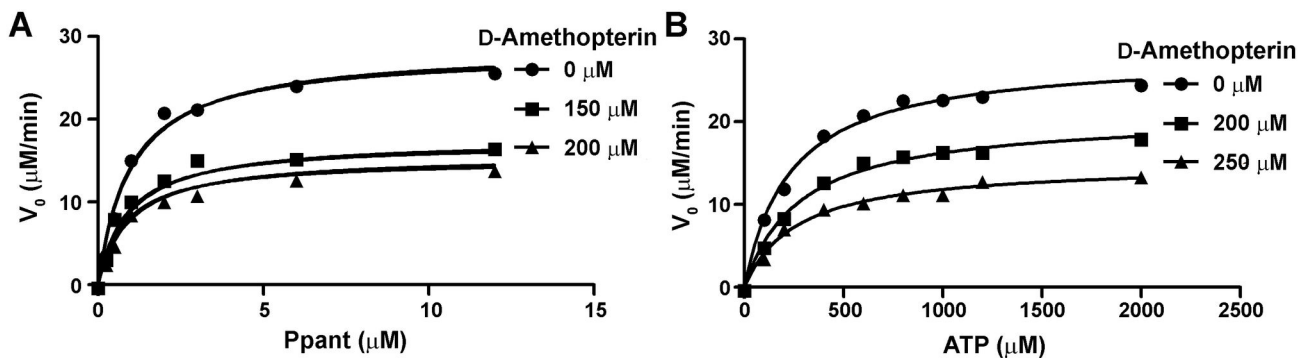 A
D-Amethopterin
0 μM
150 μM
200 μM
V0 (μM/min)
30
20
10
0
0
5
10
15
Ppant (μM)
B
D-Amethopterin
0 μM
200 μM
250 μM
V0 (μM/min)
30
20
10
0
0
500
1000
1500
2000
2500
ATP (μM)